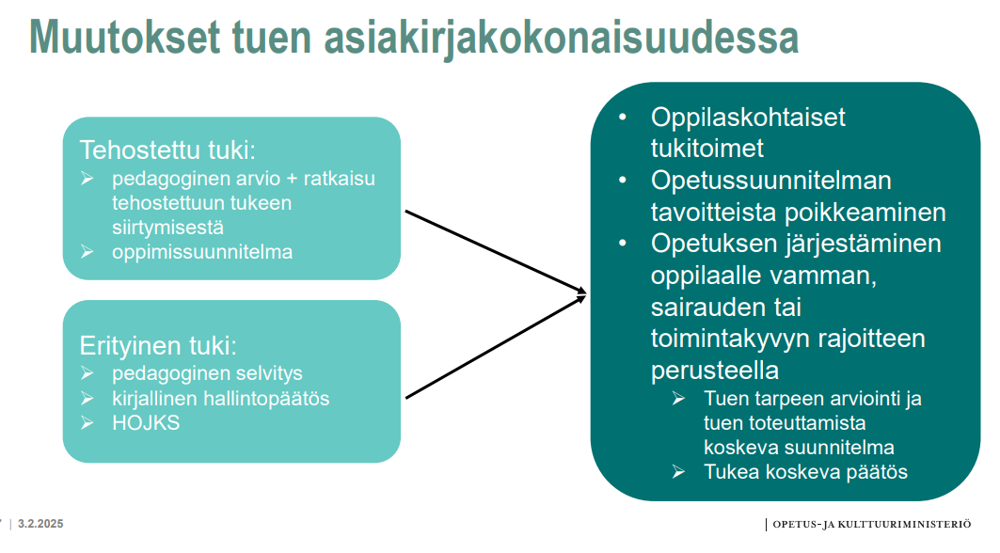 Muutokset tuen asiakirjakokonaisuudessa
Tehostettu tuki:
➢ pedagoginen arvio + ratkaisu
tehostettuun tukeen
siirtymisestä
➢ oppimissuunnitelma
Erityinen tuki:
➢ pedagoginen selvitys
➢ kirjallinen hallintopäätös
➢ HOJKS
• Oppilaskohtaiset
tukitoimet
• Opetussuunnitelman
tavoitteista poikkeaminen
• Opetuksen järjestäminen
oppilaalle vamman,
sairauden tai
toimintakyvyn rajoitteen
perusteella
➢ Tuen tarpeen arviointi ja
tuen toteuttamista
koskeva suunnitelma
➢ Tukea koskeva päätös
| 3.2.2025
| OPETUS- JA KULTTUURIMINISTERIÖ